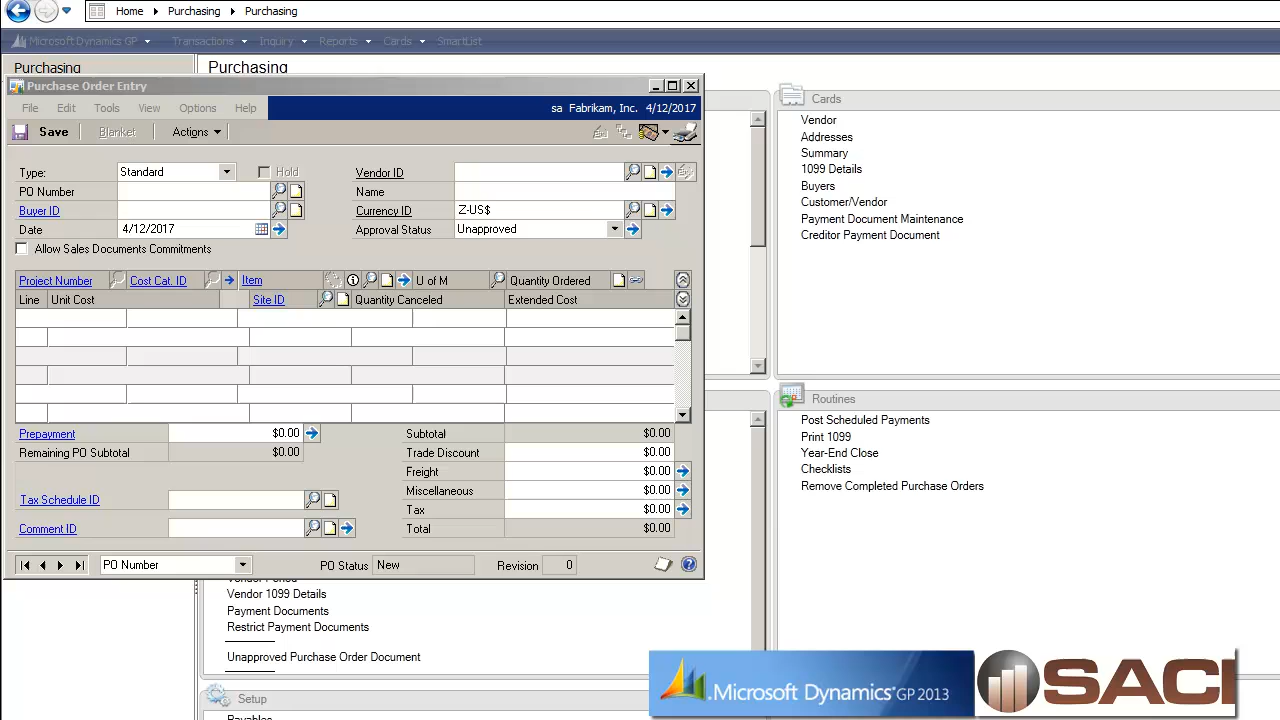 Home Purchasing Purchasing
Microsoft Dynamics GP Transactions Inquiry Reports Cards SmartList
Purchasing
Purchasing
Purchase Order Entry
File Edit Tools View Options Help
sa Fabrikam, Inc. 4/12/2017
Save Blanket Actions
Type: Standard Hold
Vendor ID
PO Number
Name
Buyer ID
Currency ID Z-US$
Date 4/12/2017
Approval Status Unapproved
Allow Sales Documents Commitments
Project Number Cost Cat. ID Item U of M Quantity Ordered
Line Unit Cost Site ID Quantity Canceled Extended Cost
Prepayment $0.00
Subtotal $0.00
Remaining PO Subtotal $0.00
Trade Discount $0.00
Freight $0.00
Miscellaneous $0.00
Tax Schedule ID
Tax $0.00
Comment ID
Total $0.00
PO Number PO Status New Revision 0
Cards
Vendor
Addresses
Summary
1099 Details
Buyers
Customer/Vendor
Payment Document Maintenance
Creditor Payment Document
Routines
Post Scheduled Payments
Print 1099
Year-End Close
Checklists
Remove Completed Purchase Orders
Vendor Period
Vendor 1099 Details
Payment Documents
Restrict Payment Documents
Unapproved Purchase Order Document
Setup
Payables
Microsoft Dynamics GP 2013
SACI